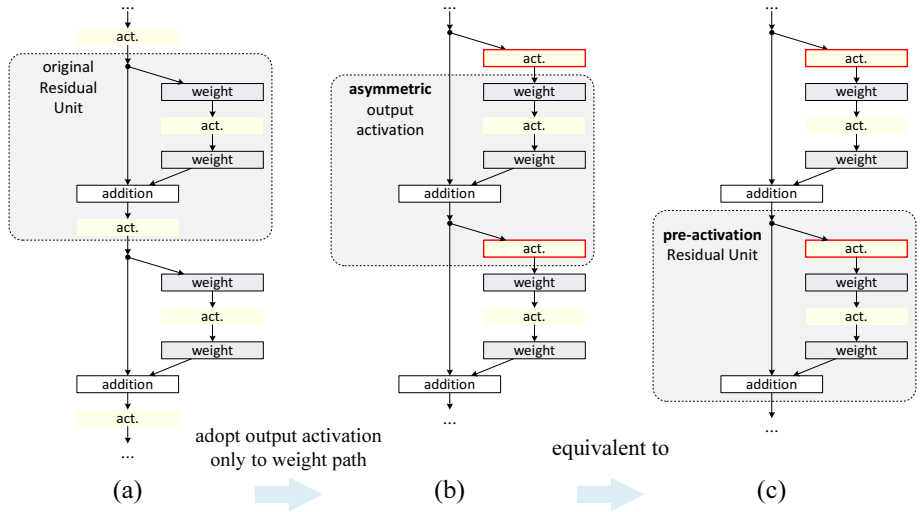 ...
act.
original
Residual
Unit
weight
act.
weight
addition
act.
weight
act.
weight
addition
act.
...
(a)
adopt output activation
only to weight path
...
act.
asymmetric
output
activation
weight
act.
weight
addition
act.
weight
act.
weight
addition
...
(b)
equivalent to
...
act.
weight
act.
weight
addition
pre-activation
Residual Unit
act.
weight
act.
weight
addition
...
(c)